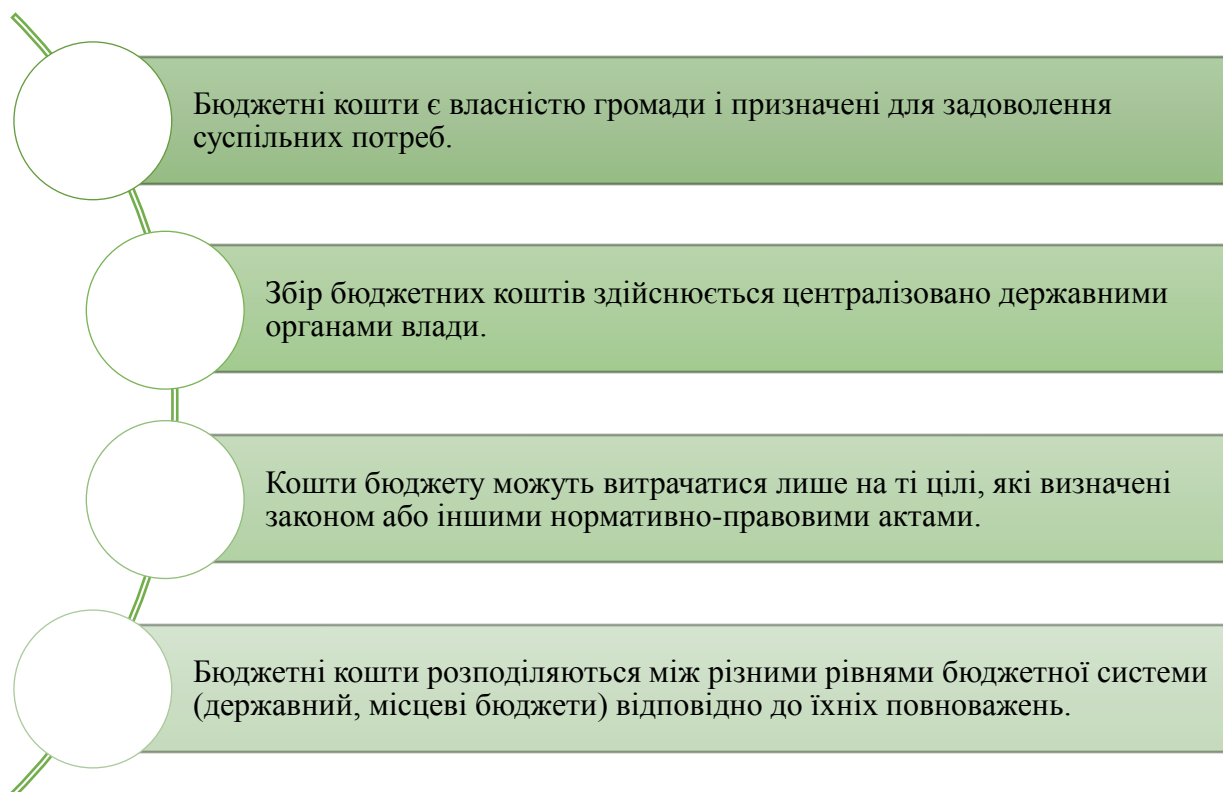 Бюджетні кошти є власністю громади і призначені для задоволення
суспільних потреб.
Збір бюджетних коштів здійснюється централізовано державними
органами влади.
Кошти бюджету можуть витрачатися лише на ті цілі, які визначені
законом або іншими нормативно-правовими актами.
Бюджетні кошти розподіляються між різними рівнями бюджетної системи
(державний, місцеві бюджети) відповідно до їхніх повноважень.